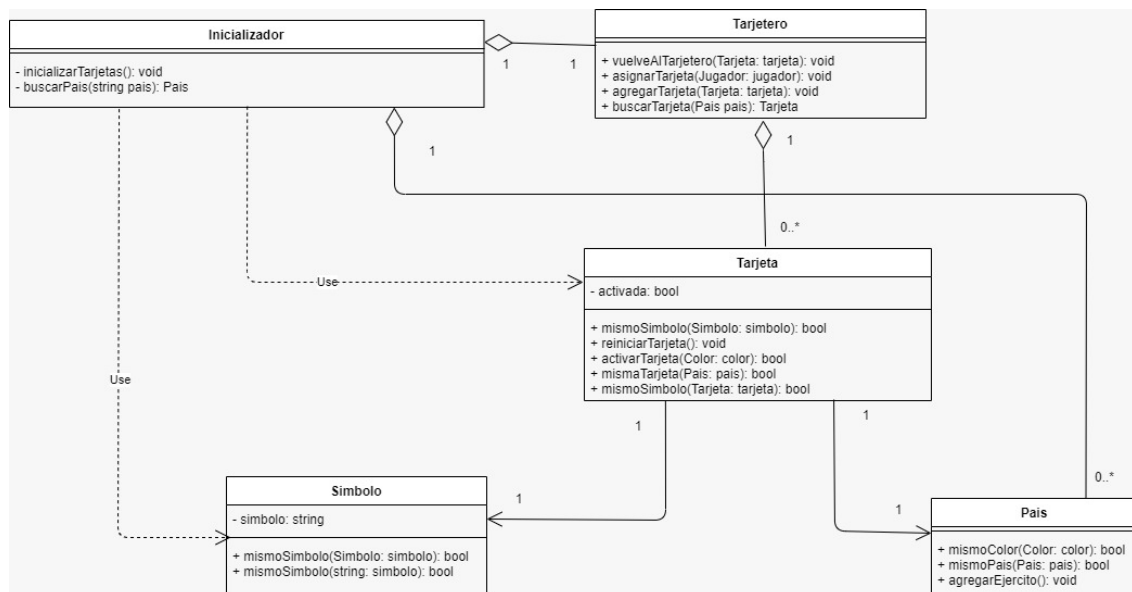 Inicializador
- inicializarTarjetas(): void
- buscarPais(string pais): Pais
1
1
Tarjetero
+ vuelveAlTarjetero(Tarjeta: tarjeta): void
+ asignarTarjeta(Jugador: jugador): void
+ agregarTarjeta(Tarjeta: tarjeta): void
+ buscarTarjeta(Pais pais): Tarjeta
1
1
0..*
Tarjeta
- activada: bool
+ mismoSimbolo(Simbolo: simbolo): bool
+ reiniciarTarjeta(): void
+ activarTarjeta(Color: color): bool
+ mismaTarjeta(Pais: pais): bool
+ mismoSimbolo(Tarjeta: tarjeta): bool
Use
Use
1
1
0..*
1
1
Simbolo
- simbolo: string
+ mismoSimbolo(Simbolo: simbolo): bool
+ mismoSimbolo(string: simbolo): bool
Pais
+ mismoColor(Color: color): bool
+ mismoPais(Pais: pais): bool
+ agregarEjercito(): void